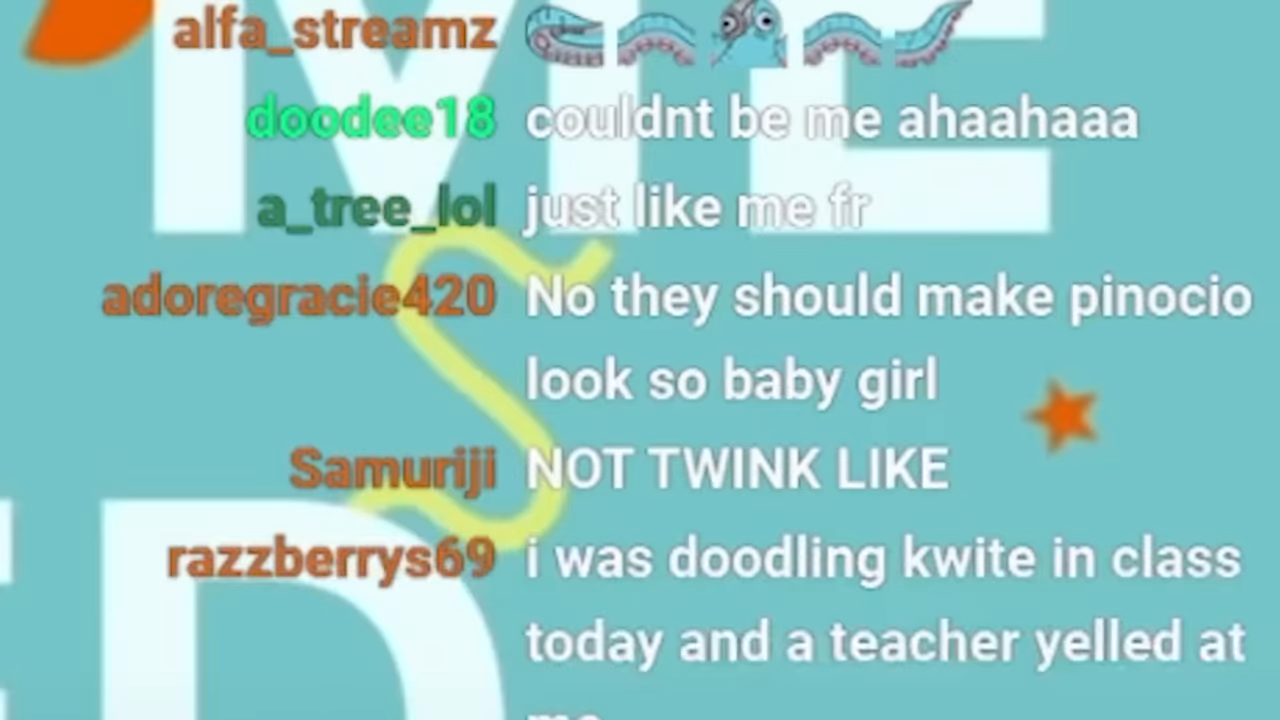 alfa_streamz
doodee18 couldnt be me ahaahaaa
a_tree_lol just like me fr
adoregracie420 No they should make pinocio
look so baby girl
Samuriji NOT TWINK LIKE
razzberrys69 i was doodling kwite in class
today and a teacher yelled at
ME
D